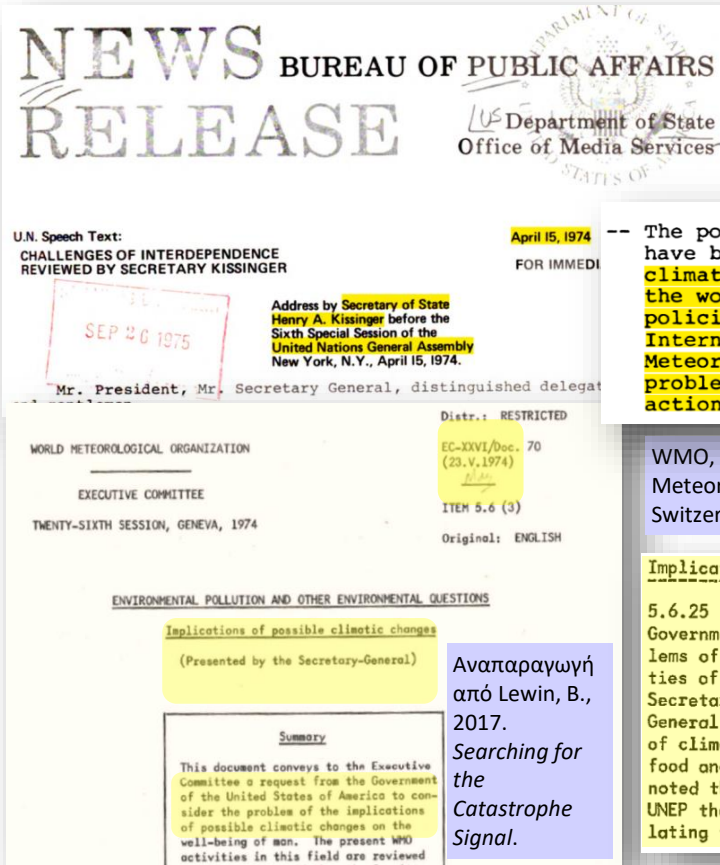 NEWS
RELEASE
BUREAU OF PUBLIC AFFAIRS
US Department of State
Office of Media Services
U.N. Speech Text:
CHALLENGES OF INTERDEPENDENCE
REVIEWED BY SECRETARY KISSINGER
April 15, 1974
FOR IMMEDI
SEP 26 1975
Address by Secretary of State
Henry A. Kissinger before the
Sixth Special Session of the
United Nations General Assembly
New York, N.Y., April 15, 1974.
Mr. President, Mr. Secretary General, distinguished delegat
-- The po
have b
climat
the wo
polici
Intern
Meteor
proble
action
WORLD METEOROLOGICAL ORGANIZATION
EXECUTIVE COMMITTEE
TWENTY-SIXTH SESSION, GENEVA, 1974
Distr.: RESTRICTED
EC-XXVI/Doc. 70
(23.V.1974)
May
ITEM 5.6 (3)
Original: ENGLISH
ENVIRONMENTAL POLLUTION AND OTHER ENVIRONMENTAL QUESTIONS
Implications of possible climatic changes
(Presented by the Secretary-General)
Summary
This document conveys to the Executive
Committee a request from the Government
of the United States of America to con-
sider the problem of the implications
of possible climatic changes on the
well-being of man. The present WMO
activities in this field are reviewed
Αναπαραγωγή
από Lewin, B.,
2017.
Searching for
the
Catastrophe
Signal.
WMO,
Meteor
Switzer
Implica
5.6.25
Governm
lems of
ties of
Secreta
General
of clim
food an
noted t
UNEP th
lating